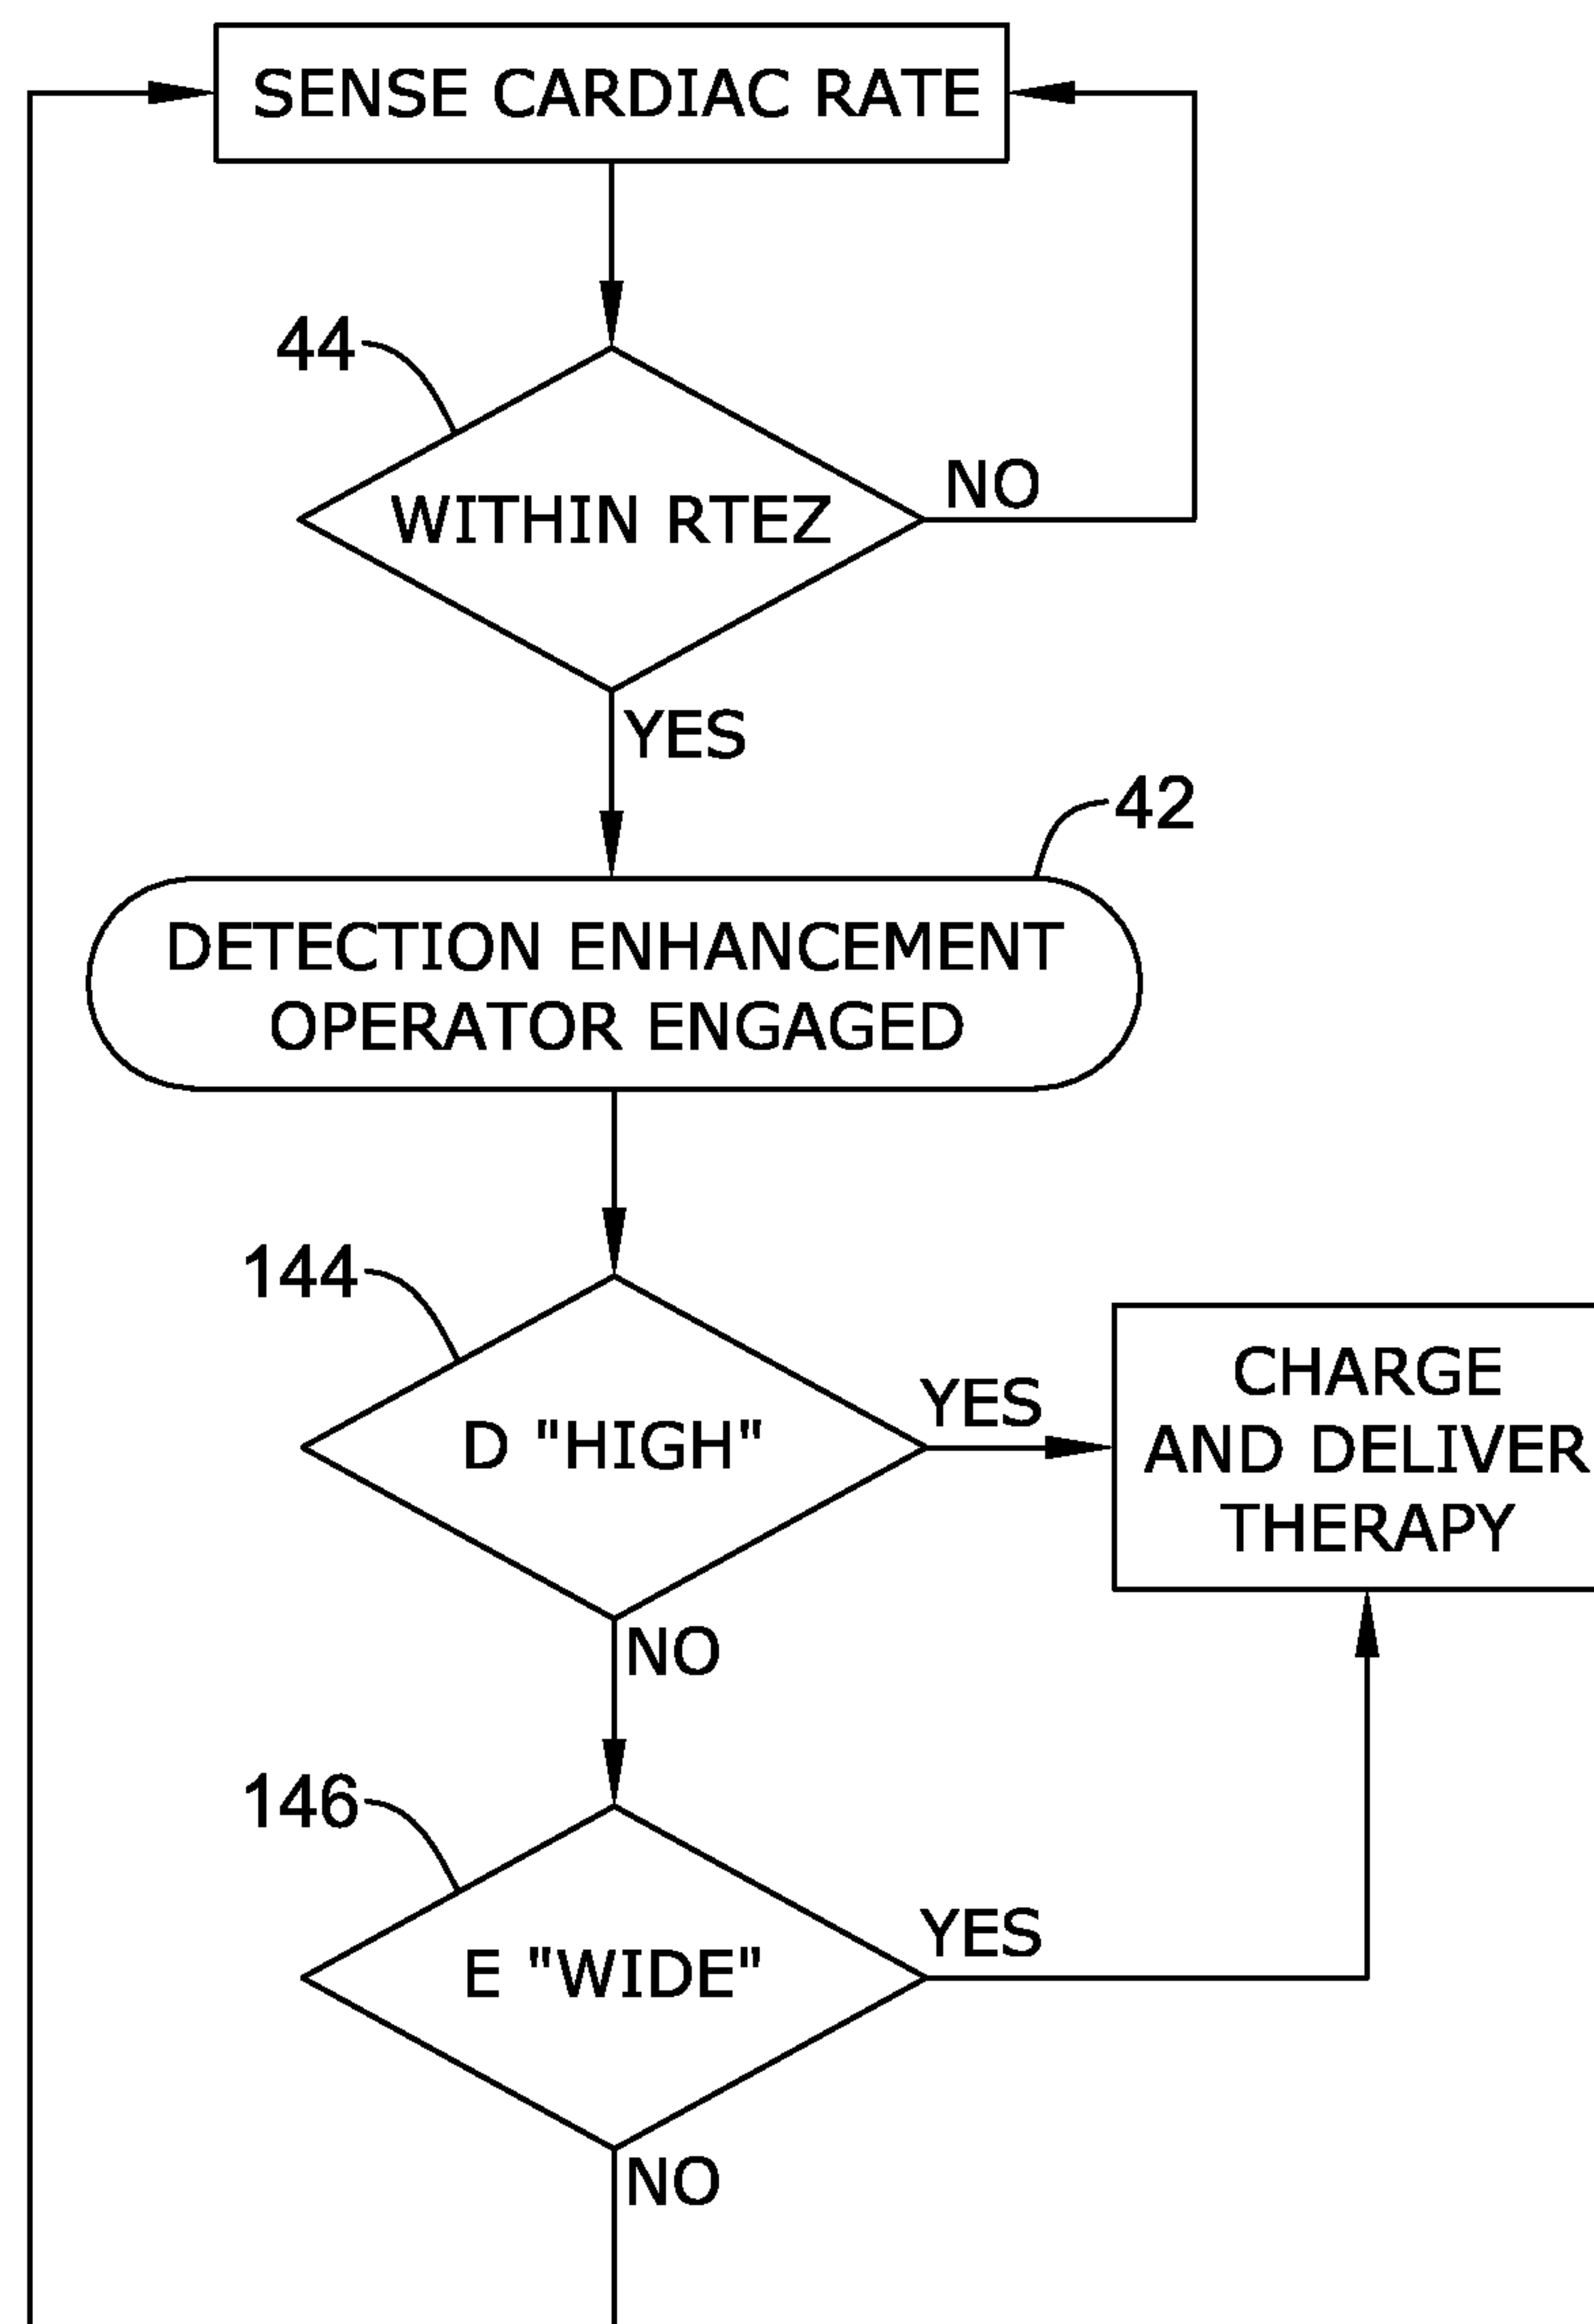 SENSE CARDIAC RATE
44
WITHIN RTEZ
NO
YES
42
DETECTION ENHANCEMENT
OPERATOR ENGAGED
144
D "HIGH"
YES
CHARGE
AND DELIVER
THERAPY
NO
146
E "WIDE"
YES
NO